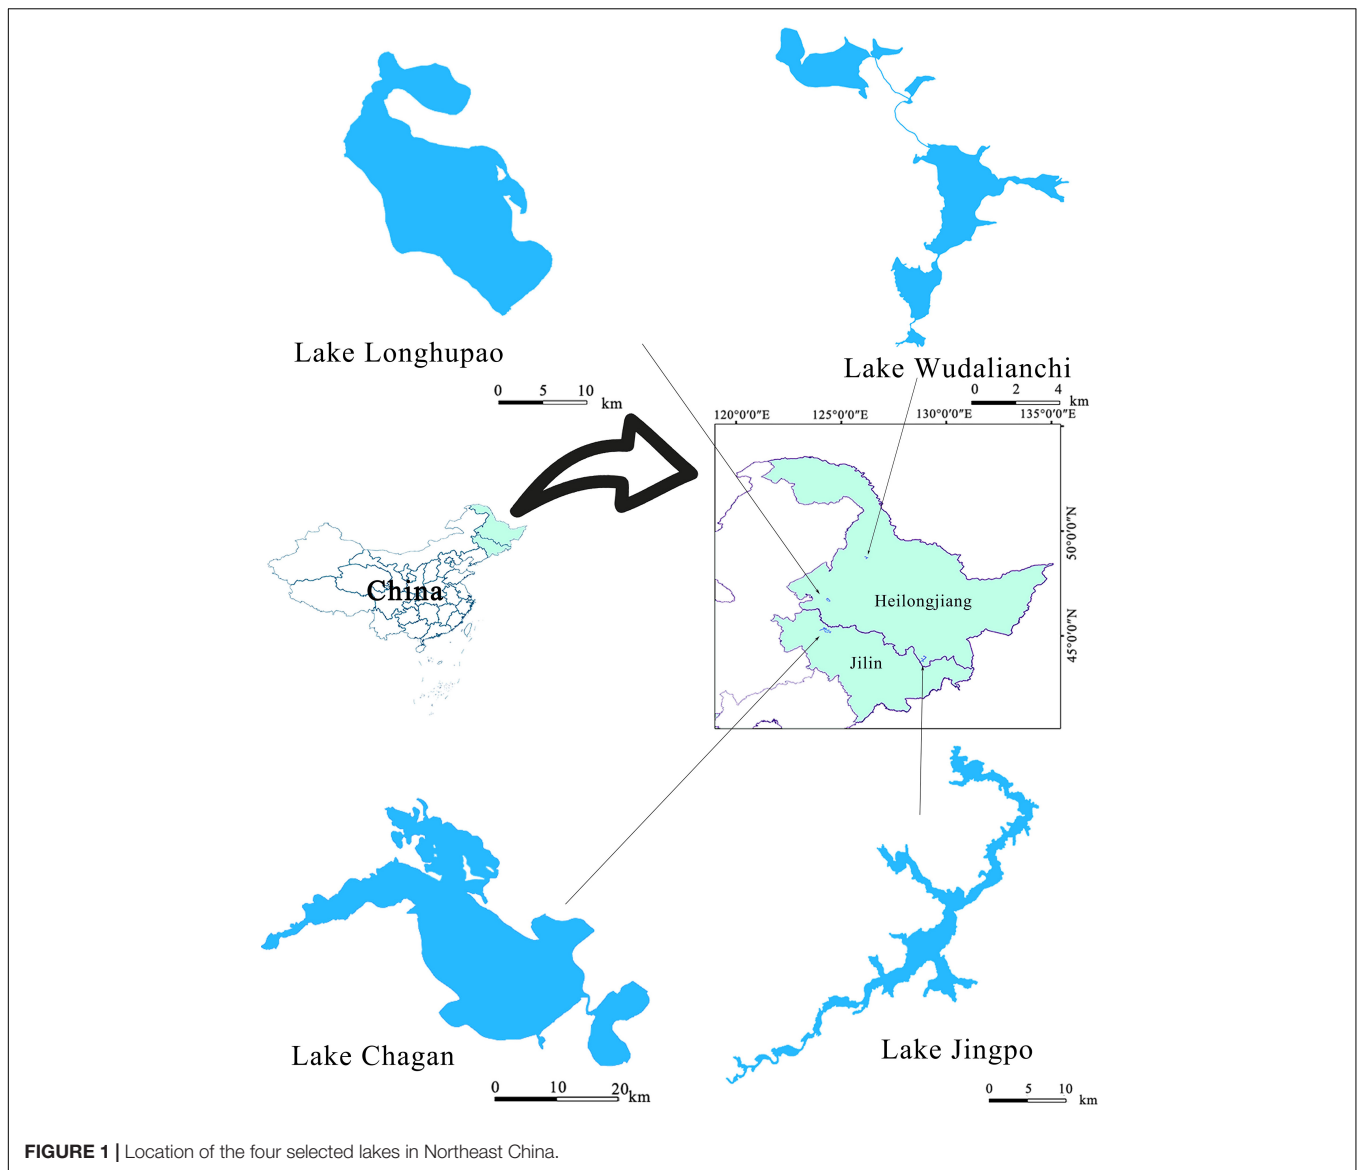 Lake Longhupao
0 5 10 km
Lake Wudalianchi
0 2 4 km
120°0'0"E 125°0'0"E 130°0'0"E 135°0'0"E
50°0'0"N
China
Heilongjiang
45°0'0"N
Jilin
Lake Chagan
0 10 20 km
Lake Jingpo
0 5 10 km
FIGURE 1 | Location of the four selected lakes in Northeast China.